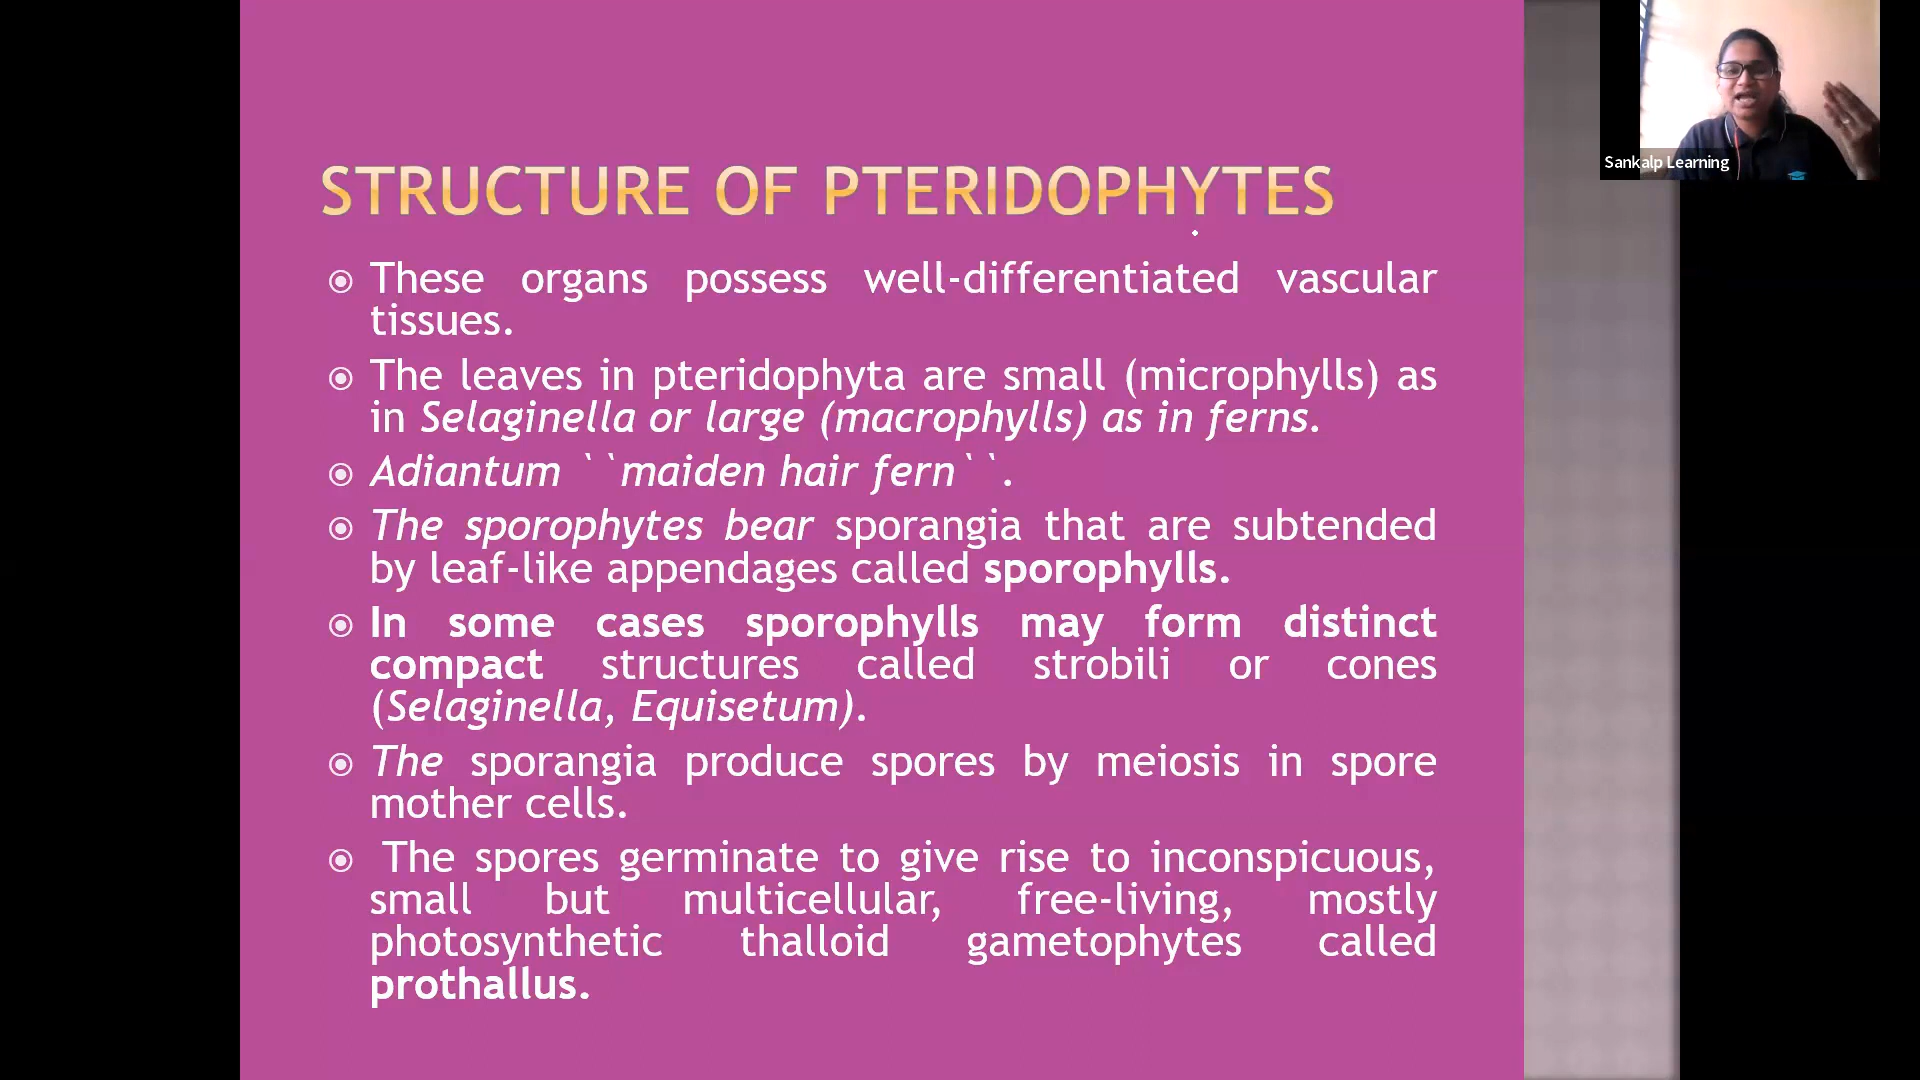 STRUCTURE OF PTERIDOPHYTES
These organs possess well-differentiated vascular
tissues.
The leaves in pteridophyta are small (microphylls) as
in Selaginella or large (macrophylls) as in ferns.
Adiantum ``maiden hair fern``.
The sporophytes bear sporangia that are subtended
by leaf-like appendages called sporophylls.
In some cases sporophylls may form distinct
compact structures called strobili or cones
(Selaginella, Equisetum).
The sporangia produce spores by meiosis in spore
mother cells.
The spores germinate to give rise to inconspicuous,
small but multicellular, free-living, mostly
photosynthetic thalloid gametophytes called
prothallus.
Sankalp Learning